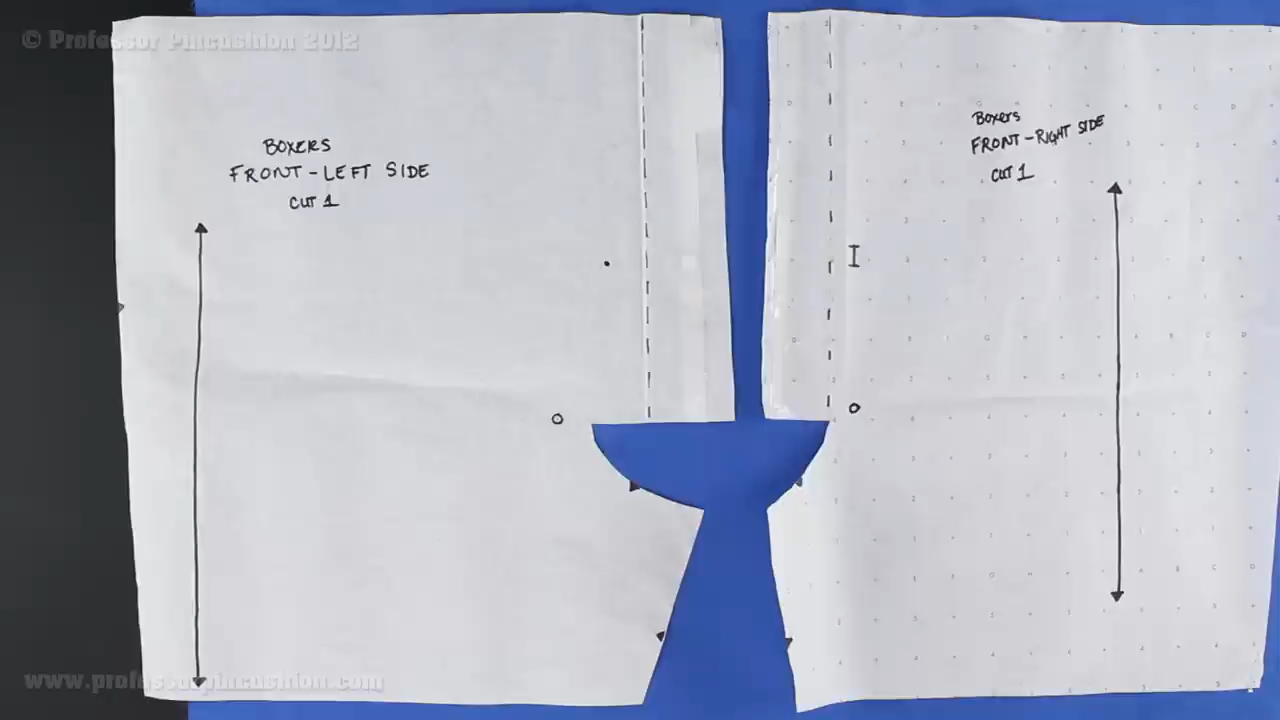 © Professor Pincushion 2012
BOXERS
FRONT-LEFT SIDE
CUT 1
Boxers
FRONT-RIGHT SIDE
CUT 1
www.professorpincushion.com